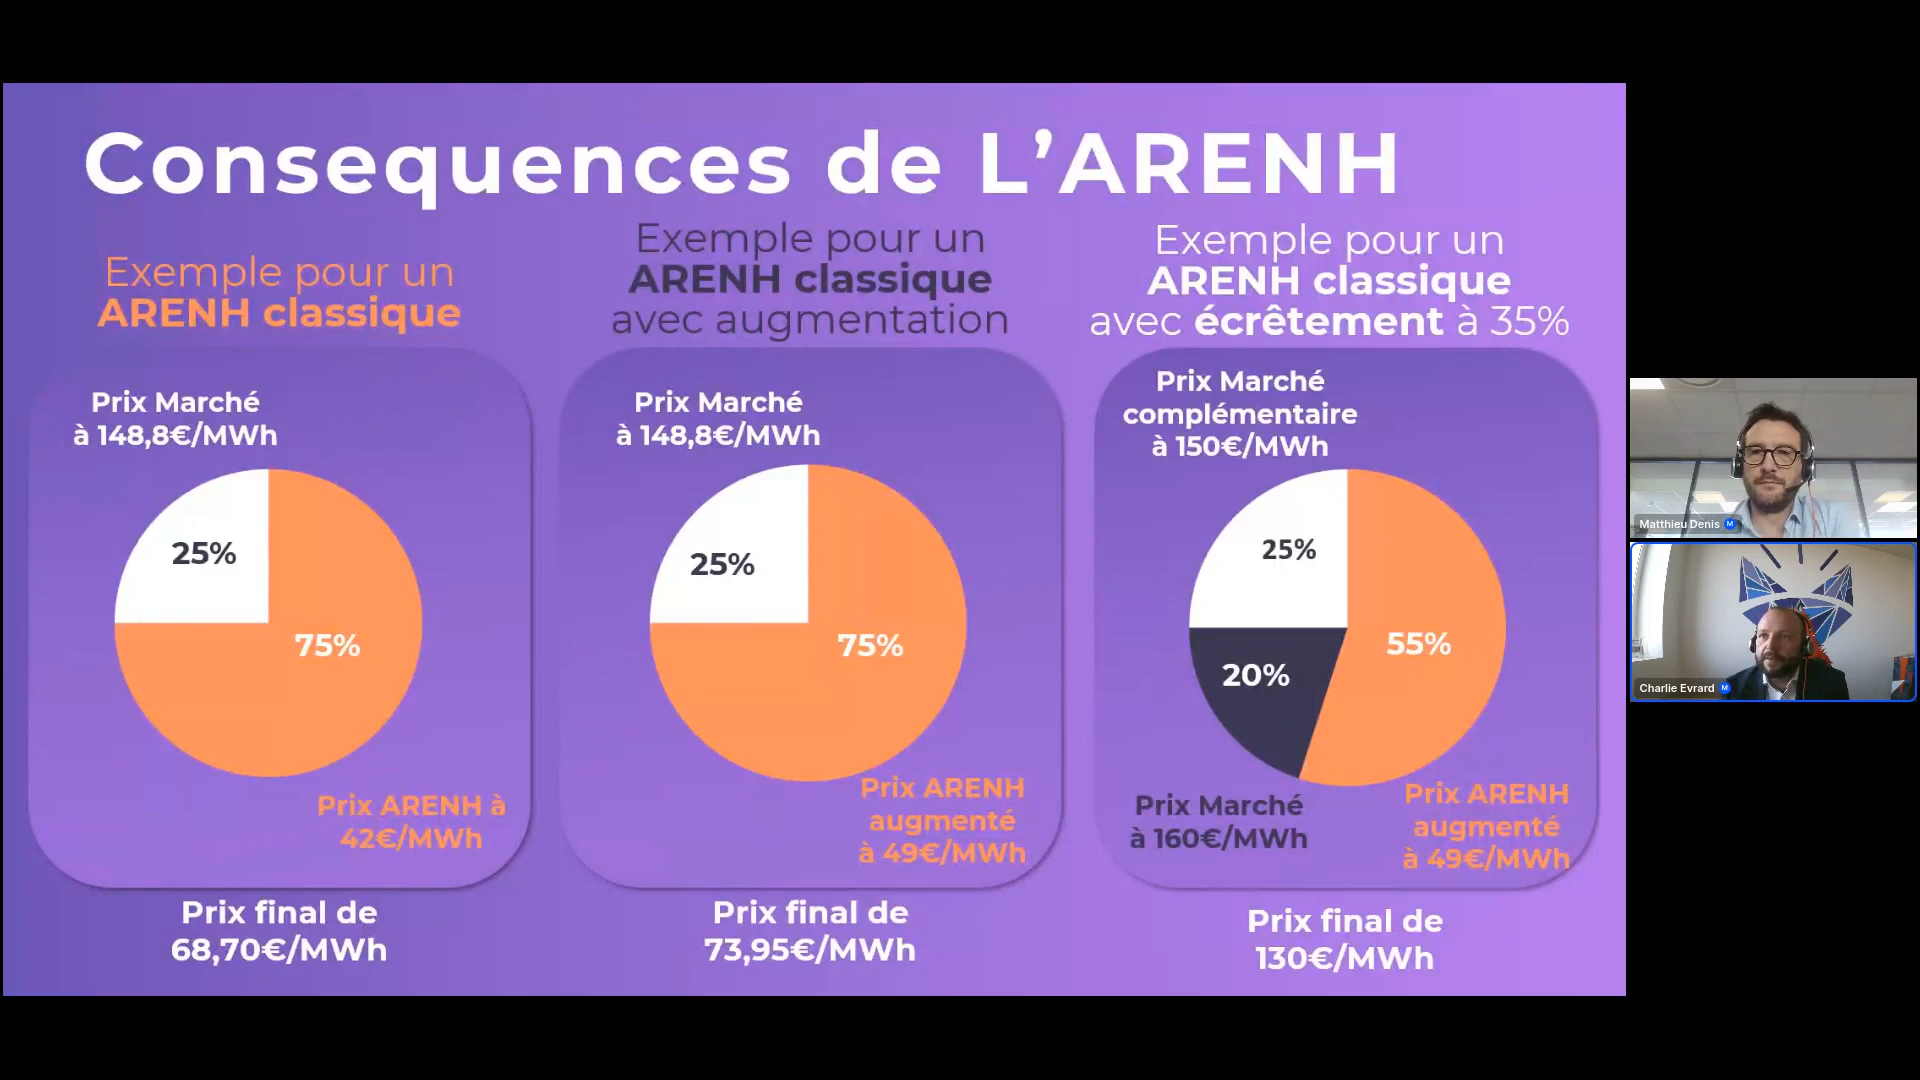 Consequences de L’ARENH
Exemple pour un
ARENH classique
Prix Marché
à 148,8€/MWh
25%
75%
Prix ARENH à
42€/MWh
Prix final de
68,70€/MWh
Exemple pour un
ARENH classique
avec augmentation
Prix Marché
à 148,8€/MWh
25%
75%
Prix ARENH
augmenté
à 49€/MWh
Prix final de
73,95€/MWh
Exemple pour un
ARENH classique
avec écrêtement à 35%
Prix Marché
complémentaire
à 150€/MWh
25%
55%
20%
Prix Marché
à 160€/MWh
Prix ARENH
augmenté
à 49€/MWh
Prix final de
130€/MWh
Matthieu Denis M
Charlie Evrard M